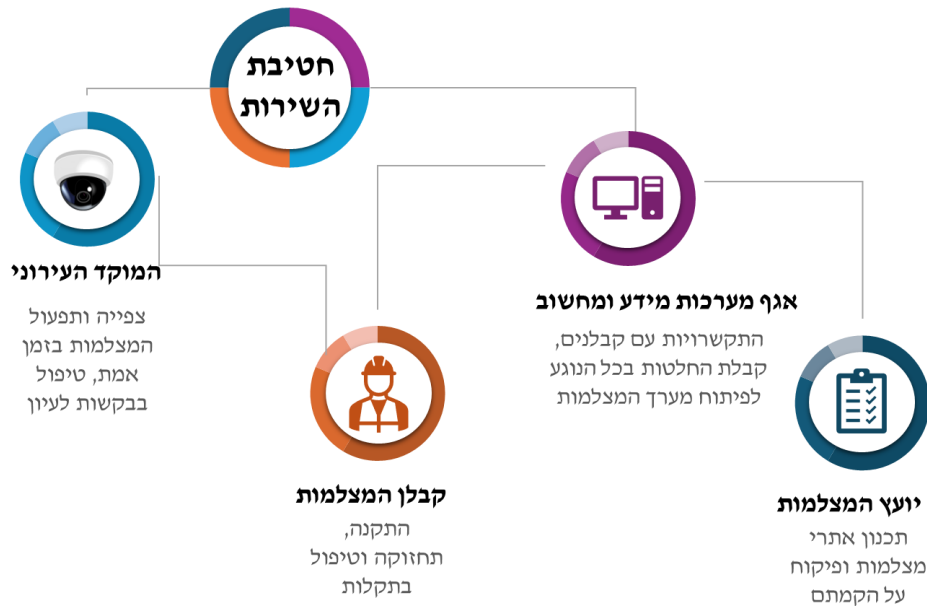 חטיבת
השירות
המוקד העירוני
צפייה ותפעול
המצלמות בזמן
אמת, טיפול
בבקשות לעיון
אגף מערכות מידע ומחשוב
התקשרויות עם קבלנים,
קבלת החלטות בכל הנוגע
לפיתוח מערך המצלמות
קבלן המצלמות
התקנה,
תחזוקה וטיפול
בתקלות
יועץ המצלמות
תכנון אתרי
מצלמות ופיקוח
על הקמתם